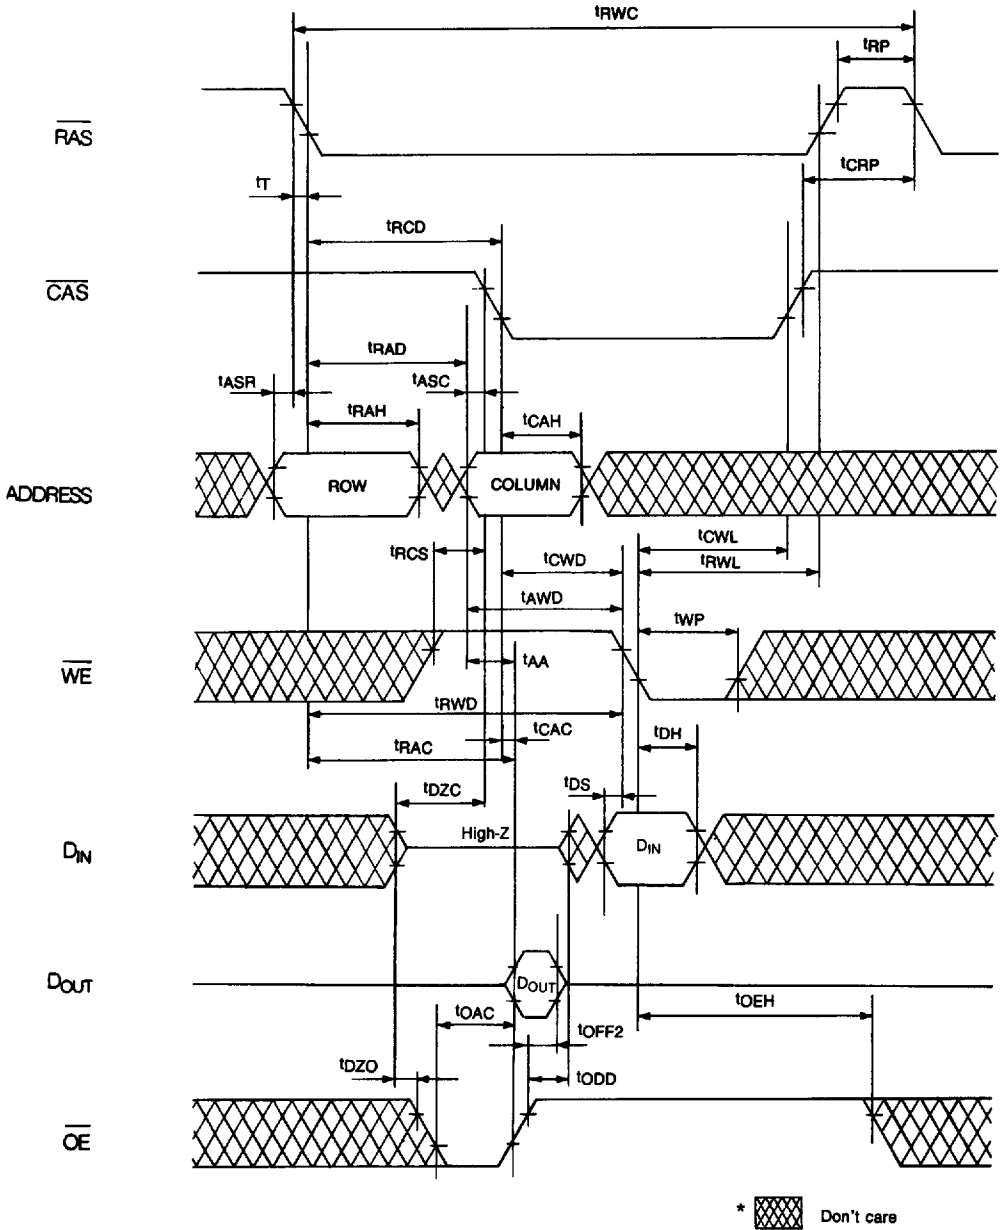 tRWC
tRP
RAS
tCRP
tT
tRCD
CAS
tRAD
tASR
tASC
tRAH
tCAH
ADDRESS
ROW
COLUMN
tCWL
tRCS
tCWD
tRWL
tAWD
tWP
WE
tAA
tRWD
tCAC
tRAC
tDH
tDZC
tDS
High-Z
DIN
DIN
DOUT
DOUT
tOAC
tOEH
tOFF2
tDZO
tODD
OE
* Don't care